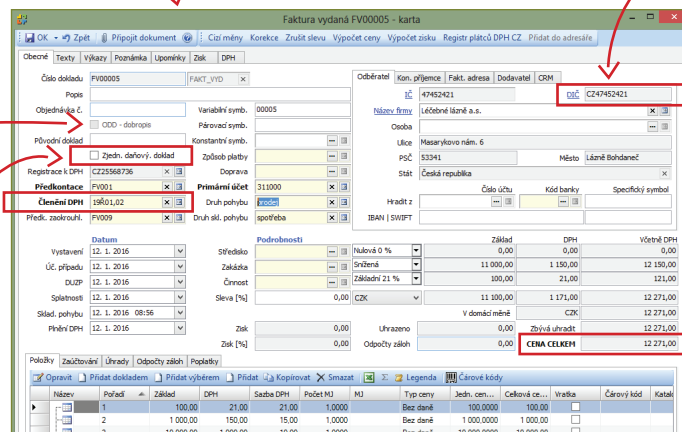 Faktura vydaná FV00005 - karta
OK - Zpět Připojit dokument Cizí měny Korekce Zrušit slevu Výpočet ceny Výpočet zisku Registr plátců DPH CZ Přidat do adresáře
Obecné Texty Výkazy Poznámka Upomínky Zisk DPH
Číslo dokladu FV00005 FAKT_VYD
Popis
Objednávka č. Variabilní symb. 00005
ODD - dobropis Párovací symb.
Původní doklad Konstantní symb.
Zjedn. daňový. doklad Způsob platby
Registrace k DPH CZ25568736 Doprava
Předkontace FV001 Primární účet 311000
Členění DPH 19Ř01,02 Druh pohybu prodej
Předk. zaokrouhl. FV009 Druh skl. pohybu spotřeba
Odběratel Kon. příjemce Fakt. adresa Dodavatel CRM
IČ 47452421 DIČ CZ47452421
Název firmy Léčebné lázně a.s.
Osoba
Ulice Masarykovo nám. 6
PSČ 53341 Město Lázně Bohdaneč
Stát Česká republika
Číslo účtu Kód banky Specifický symbol
Hradit z
IBAN | SWIFT
Datum Podrobnosti Základ DPH Včetně DPH
Vystavení 12. 1. 2016 Středisko Nulová 0 % 0,00 0,00 0,00
Úč. případu 12. 1. 2016 Zakázka Snížená 11 000,00 1 150,00 12 150,00
DUZP 12. 1. 2016 Činnost Základní 21 % 100,00 21,00 121,00
Splatnosti 12. 1. 2016 Sleva [%] 0,00 CZK 11 100,00 1 171,00 12 271,00
Sklad. pohybu 12. 1. 2016 08:56 V domácí měně CZK 12 271,00
Plnění DPH 12. 1. 2016 Zisk 0,00 Uhrazeno 0,00 Zbývá uhradit 12 271,00
Zisk [%] 0,00 Odpočty záloh 0,00 CENA CELKEM 12 271,00
Položky Zaúčtování Úhrady Odpočty záloh Poplatky
Opravit Přidat dokladem Přidat výběrem Přidat Kopírovat Smazat Σ Legenda Čárové kódy
Název Pořadí Základ DPH Sazba DPH Počet MJ MJ Typ ceny Jedn. cen... Celková ce... Vratka Čárový kód Katalo
1 100,00 21,00 21,00 1,0000 Bez daně 100,0000 100,00
2 1 000,00 150,00 15,00 1,0000 Bez daně 1 000,0000 1 000,00